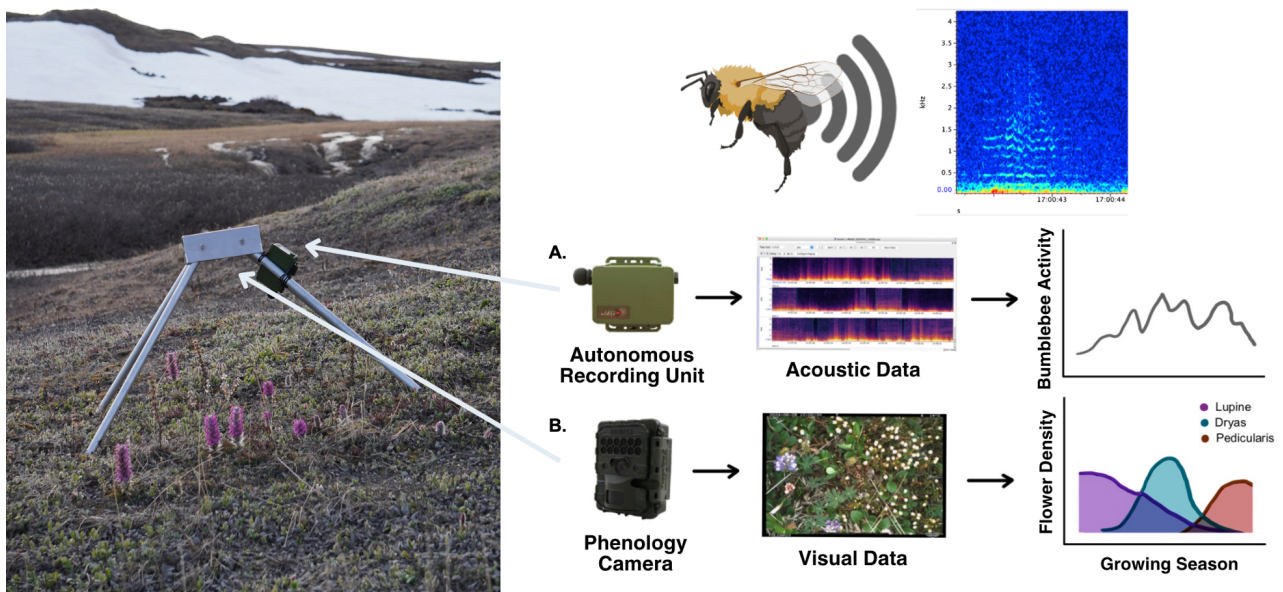 4
3.5
3
2.5
kHz
2
1.5
1
0.5
0.00
17:00:43
17:00:44
s
A.
Autonomous
Recording Unit
Acoustic Data
Bumblebee Activity
B.
Phenology
Camera
Visual Data
Flower Density
Lupine
Dryas
Pedicularis
Growing Season